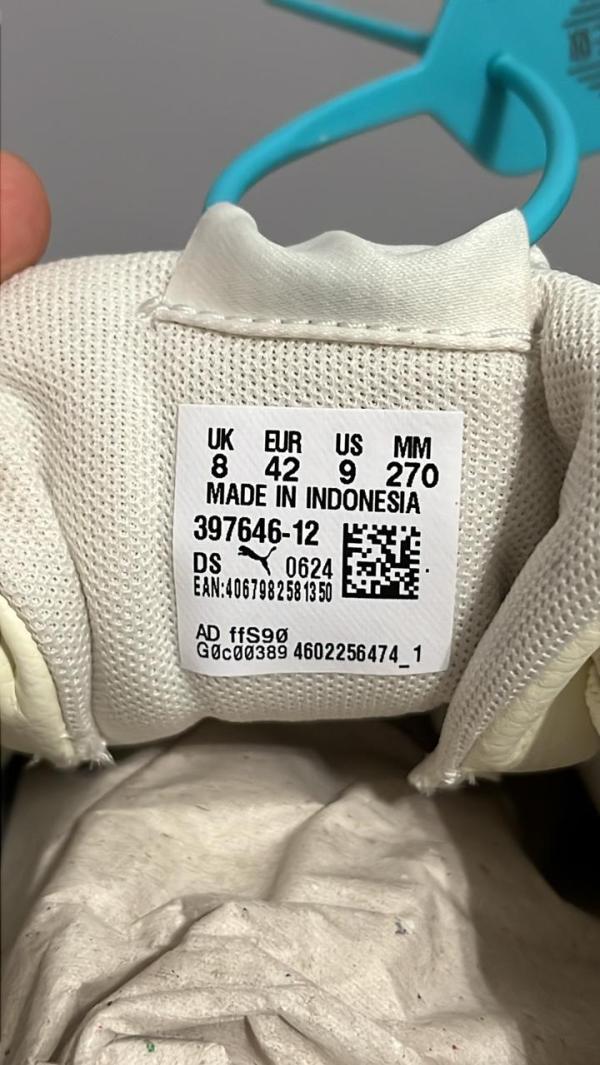 UK EUR US MM
8 42 9 270
MADE IN INDONESIA
397646-12
DS 0624
EAN:4067982581350
AD ffS90
G0c00389 4602256474_1